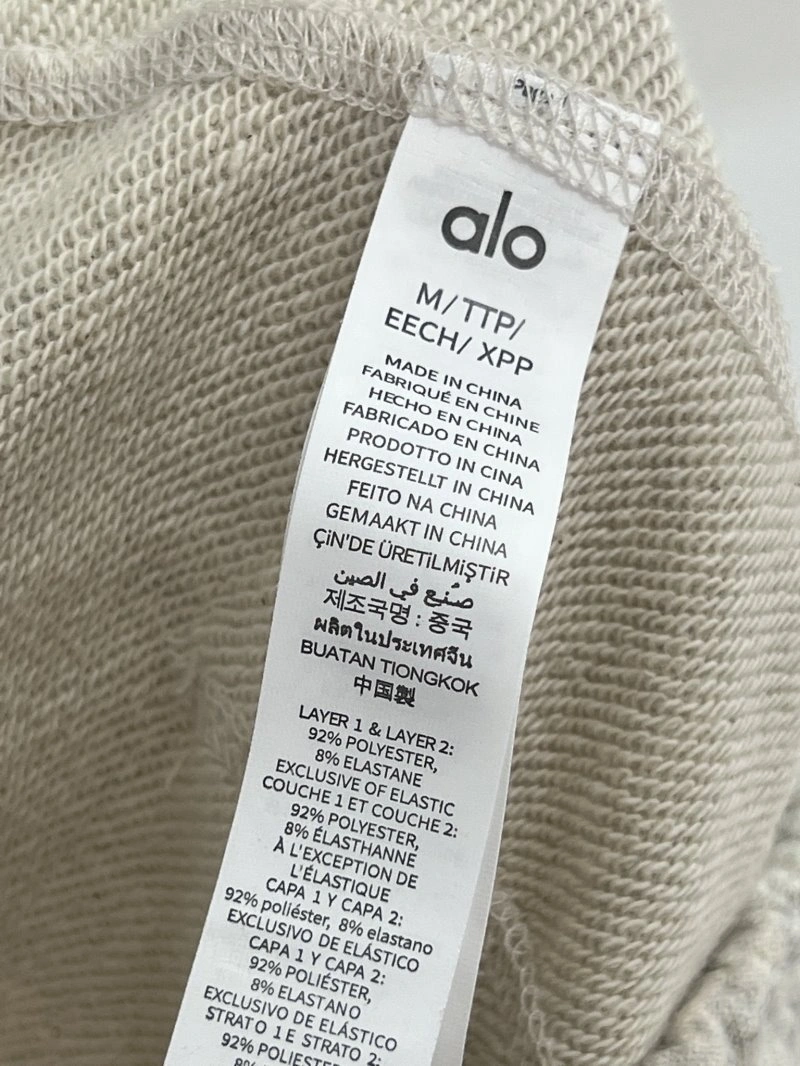 alo
M/ TTP/
EECH/ XPP
MADE IN CHINA
FABRIQUÉ EN CHINE
HECHO EN CHINA
FABRICADO EN CHINA
PRODOTTO IN CINA
HERGESTELLT IN CHINA
FEITO NA CHINA
GEMAAKT IN CHINA
ÇiN'DE ÜRETiLMiŞTiR
صُنع في الصين
제조국명 : 중국
ผลิตในประเทศจีน
BUATAN TIONGKOK
中国製
LAYER 1 & LAYER 2:
92% POLYESTER,
8% ELASTANE
EXCLUSIVE OF ELASTIC
COUCHE 1 ET COUCHE 2:
92% POLYESTER,
8% ÉLASTHANNE
À L'EXCEPTION DE
L'ÉLASTIQUE
CAPA 1 Y CAPA 2:
92% poliéster, 8% elastano
EXCLUSIVO DE ELÁSTICO
CAPA 1 Y CAPA 2:
92% POLIÉSTER,
8% ELASTANO
EXCLUSIVO DE ELÁSTICO
STRATO 1 E STRATO 2:
92% POLIESTER
8%